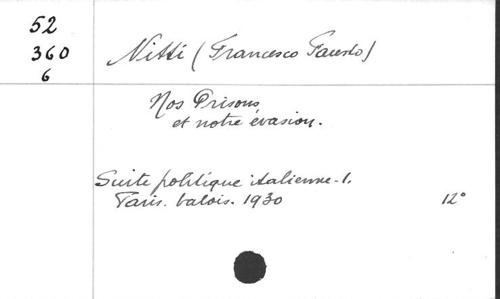 52
360
6
Nitti (Francesco Fausto)
Nos Prisons
et notre évasion.
Suite politique italienne - 1.
Paris. Valois. 1930 12°